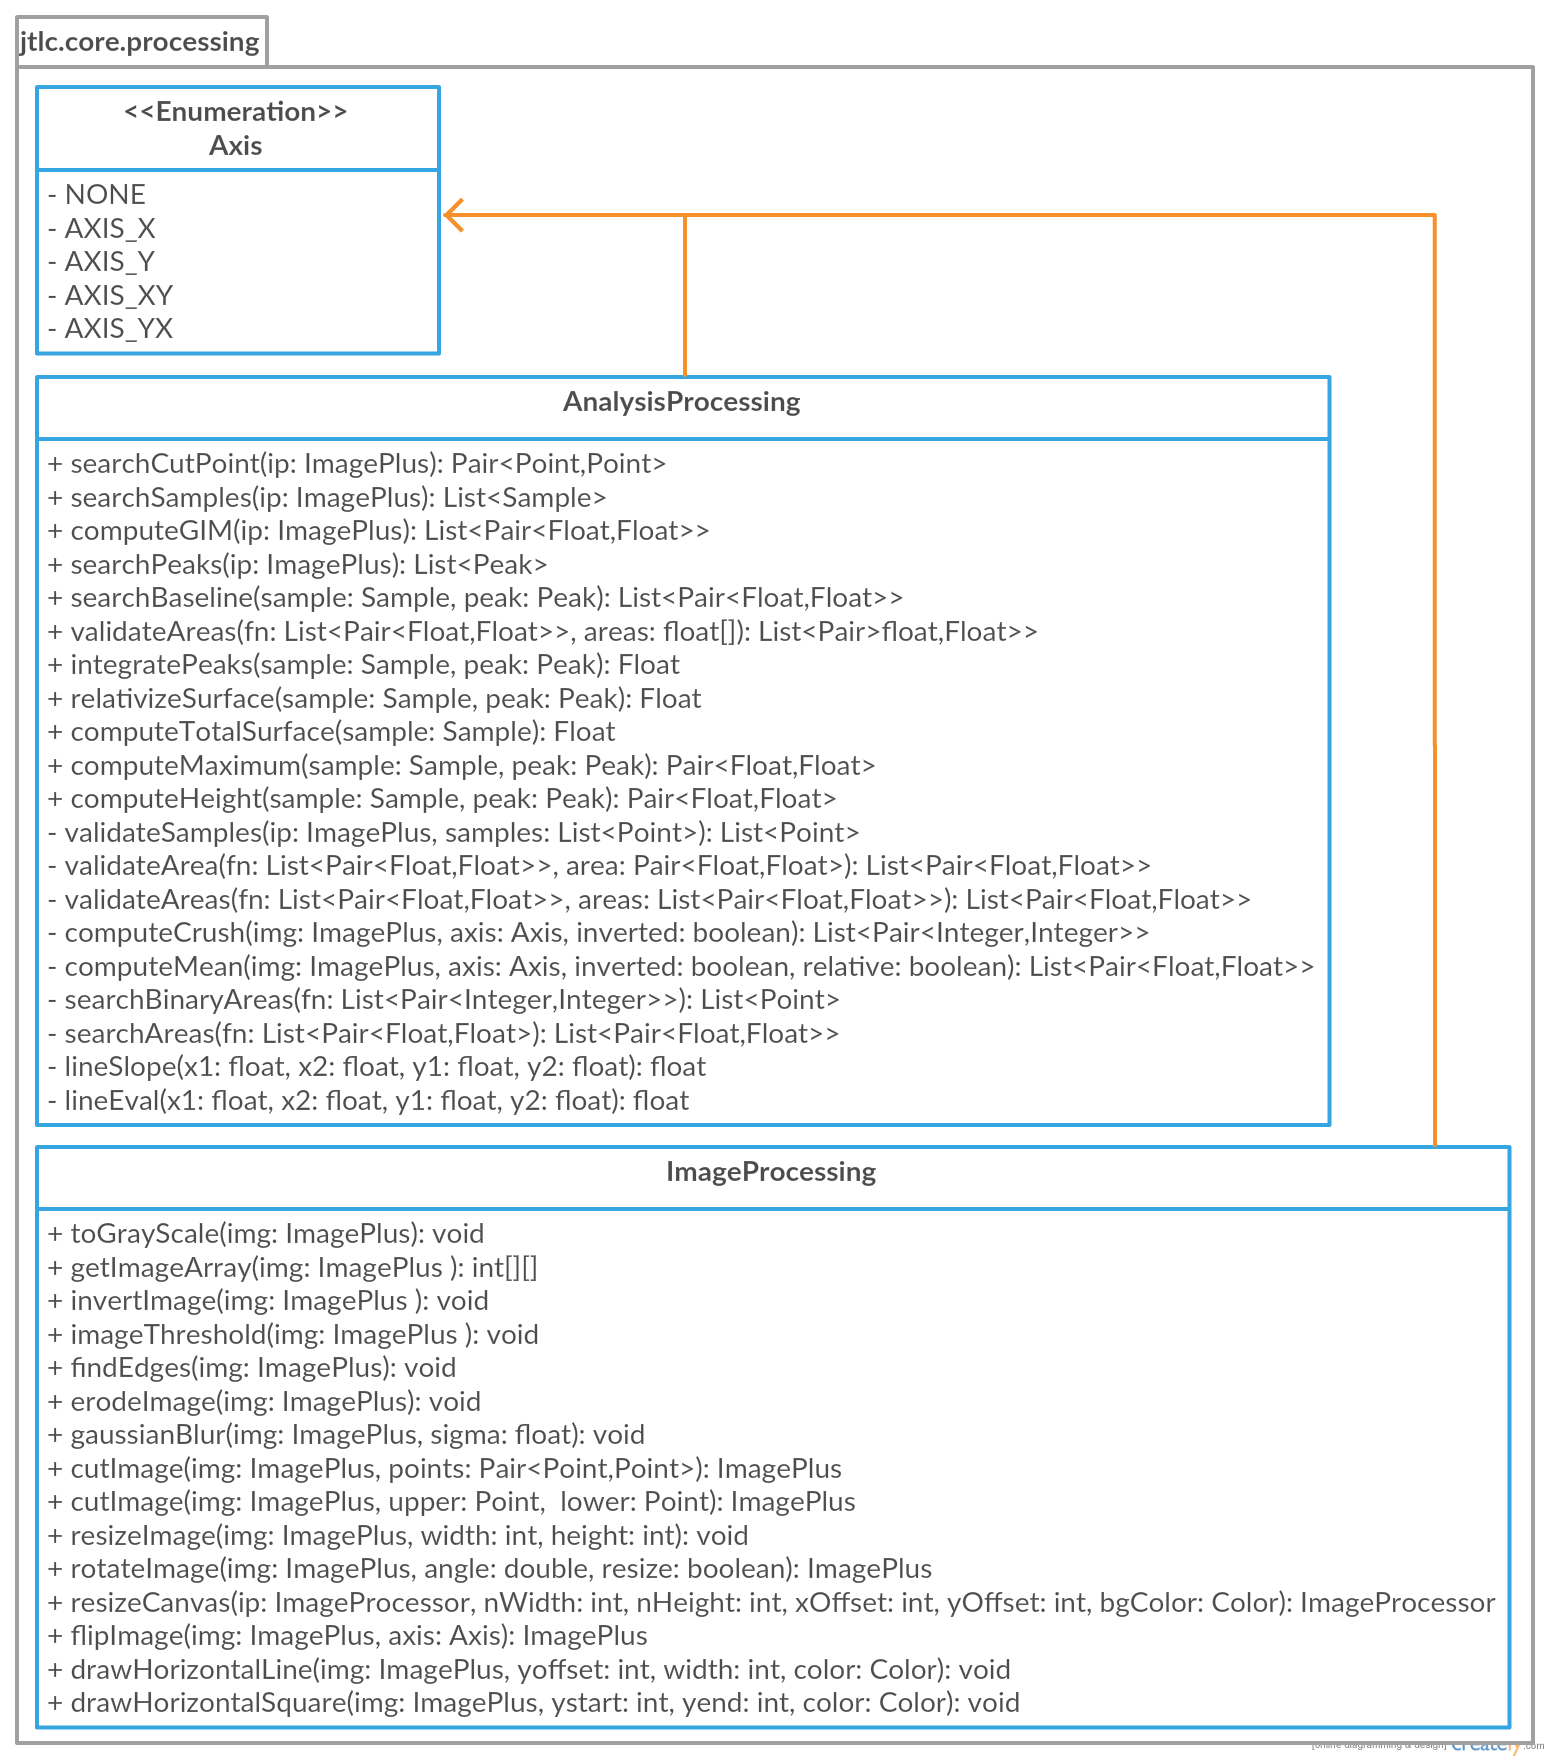 jtlc.core.processing
<<Enumeration>>
Axis
- NONE
- AXIS_X
- AXIS_Y
- AXIS_XY
- AXIS_YX
AnalysisProcessing
+ searchCutPoint(ip: ImagePlus): Pair<Point,Point>
+ searchSamples(ip: ImagePlus): List<Sample>
+ computeGIM(ip: ImagePlus): List<Pair<Float,Float>>
+ searchPeaks(ip: ImagePlus): List<Peak>
+ searchBaseline(sample: Sample, peak: Peak): List<Pair<Float,Float>>
+ validateAreas(fn: List<Pair<Float,Float>>, areas: float[]): List<Pair>float,Float>>
+ integratePeaks(sample: Sample, peak: Peak): Float
+ relativizeSurface(sample: Sample, peak: Peak): Float
+ computeTotalSurface(sample: Sample): Float
+ computeMaximum(sample: Sample, peak: Peak): Pair<Float,Float>
+ computeHeight(sample: Sample, peak: Peak): Pair<Float,Float>
- validateSamples(ip: ImagePlus, samples: List<Point>): List<Point>
- validateArea(fn: List<Pair<Float,Float>>, area: Pair<Float,Float>): List<Pair<Float,Float>>
- validateAreas(fn: List<Pair<Float,Float>>, areas: List<Pair<Float,Float>>): List<Pair<Float,Float>>
- computeCrush(img: ImagePlus, axis: Axis, inverted: boolean): List<Pair<Integer,Integer>>
- computeMean(img: ImagePlus, axis: Axis, inverted: boolean, relative: boolean): List<Pair<Float,Float>>
- searchBinaryAreas(fn: List<Pair<Integer,Integer>>): List<Point>
- searchAreas(fn: List<Pair<Float,Float>): List<Pair<Float,Float>>
- lineSlope(x1: float, x2: float, y1: float, y2: float): float
- lineEval(x1: float, x2: float, y1: float, y2: float): float
ImageProcessing
+ toGrayScale(img: ImagePlus): void
+ getImageArray(img: ImagePlus ): int[][]
+ invertImage(img: ImagePlus ): void
+ imageThreshold(img: ImagePlus ): void
+ findEdges(img: ImagePlus): void
+ erodeImage(img: ImagePlus): void
+ gaussianBlur(img: ImagePlus, sigma: float): void
+ cutImage(img: ImagePlus, points: Pair<Point,Point>): ImagePlus
+ cutImage(img: ImagePlus, upper: Point,  lower: Point): ImagePlus
+ resizeImage(img: ImagePlus, width: int, height: int): void
+ rotateImage(img: ImagePlus, angle: double, resize: boolean): ImagePlus
+ resizeCanvas(ip: ImageProcessor, nWidth: int, nHeight: int, xOffset: int, yOffset: int, bgColor: Color): ImageProcessor
+ flipImage(img: ImagePlus, axis: Axis): ImagePlus
+ drawHorizontalLine(img: ImagePlus, yoffset: int, width: int, color: Color): void
+ drawHorizontalSquare(img: ImagePlus, ystart: int, yend: int, color: Color): void
[online diagramming & design] creately.com